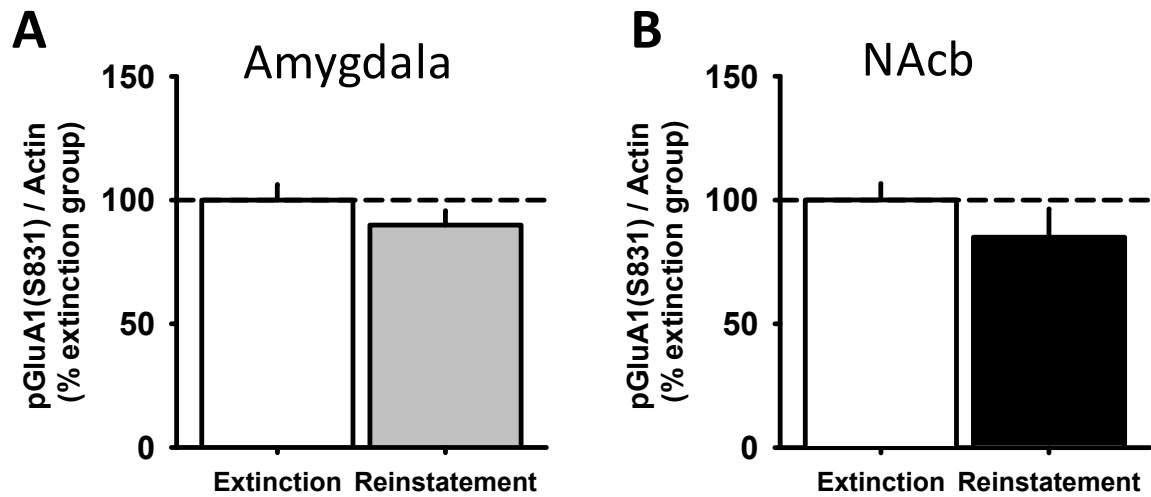 A
Amygdala
150
100
50
0
pGluA1(S831) / Actin
(% extinction group)
Extinction Reinstatement
B
NAcb
150
100
50
0
pGluA1(S831) / Actin
(% extinction group)
Extinction Reinstatement